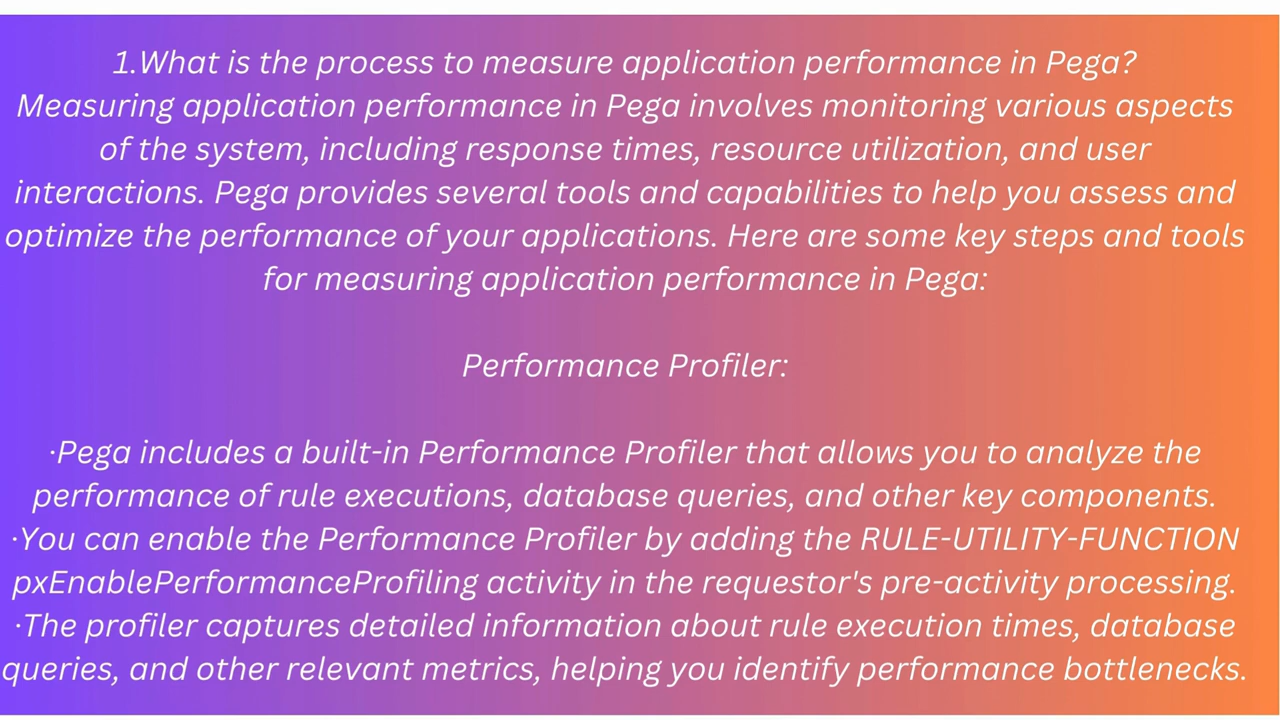 1.What is the process to measure application performance in Pega?
Measuring application performance in Pega involves monitoring various aspects
of the system, including response times, resource utilization, and user
interactions. Pega provides several tools and capabilities to help you assess and
optimize the performance of your applications. Here are some key steps and tools
for measuring application performance in Pega:
Performance Profiler:
·Pega includes a built-in Performance Profiler that allows you to analyze the
performance of rule executions, database queries, and other key components.
·You can enable the Performance Profiler by adding the RULE-UTILITY-FUNCTION
pxEnablePerformanceProfiling activity in the requestor's pre-activity processing.
·The profiler captures detailed information about rule execution times, database
queries, and other relevant metrics, helping you identify performance bottlenecks.